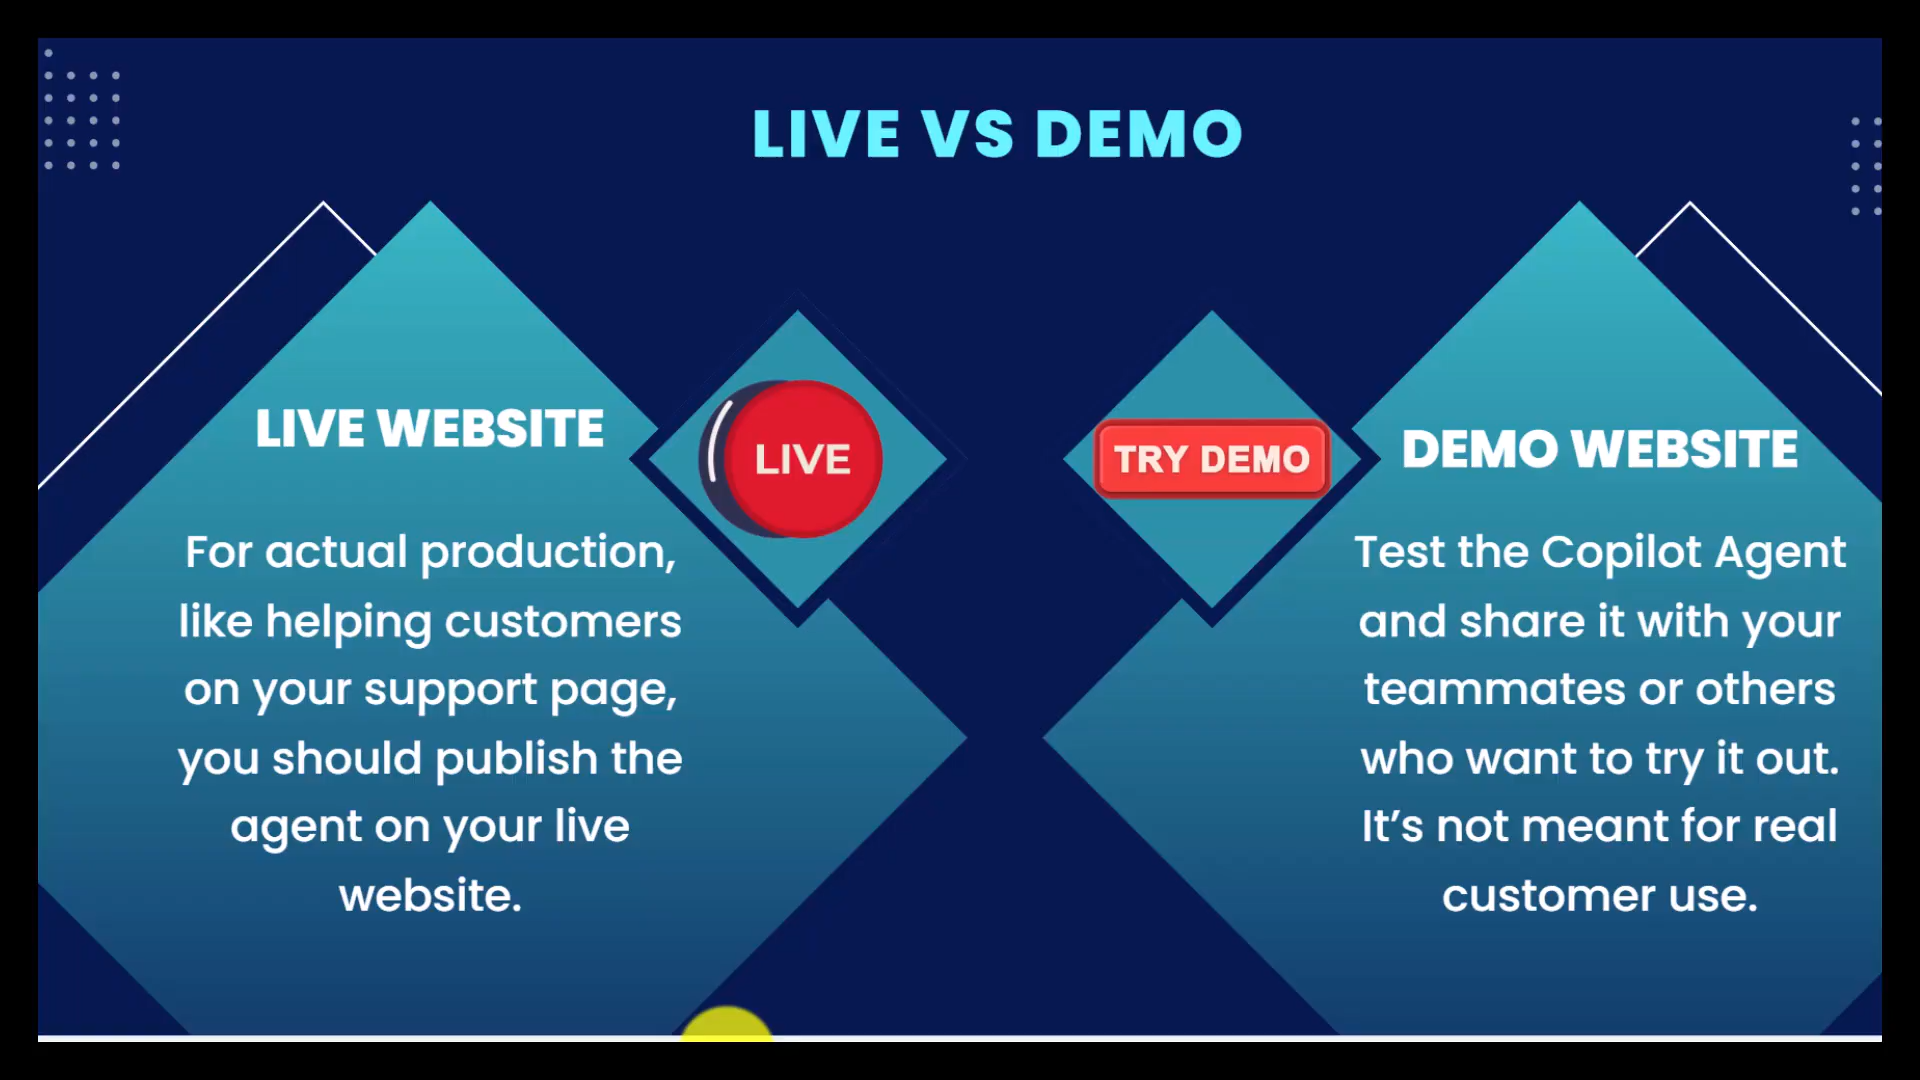 LIVE VS DEMO
LIVE WEBSITE
For actual production,
like helping customers
on your support page,
you should publish the
agent on your live
website.
LIVE
TRY DEMO
DEMO WEBSITE
Test the Copilot Agent
and share it with your
teammates or others
who want to try it out.
It’s not meant for real
customer use.